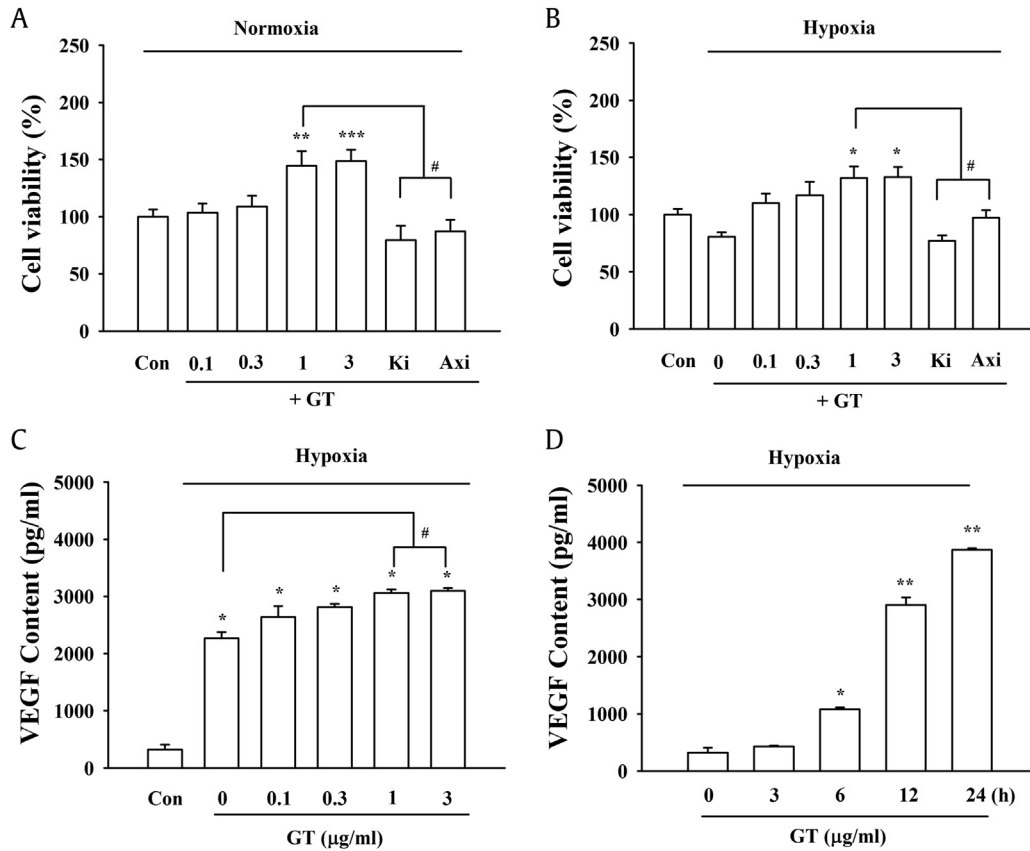 A
Normoxia
Cell viability (%)
250
200
150
100
50
0
** *** #
Con 0.1 0.3 1 3 Ki Axi
+ GT
B
Hypoxia
Cell viability (%)
250
200
150
100
50
0
* * #
Con 0 0.1 0.3 1 3 Ki Axi
+ GT
C
Hypoxia
VEGF Content (pg/ml)
5000
4000
3000
2000
1000
0
#
* * * * *
Con 0 0.1 0.3 1 3
GT (μg/ml)
D
Hypoxia
VEGF Content (pg/ml)
5000
4000
3000
2000
1000
0
* ** **
0 3 6 12 24 (h)
GT (μg/ml)